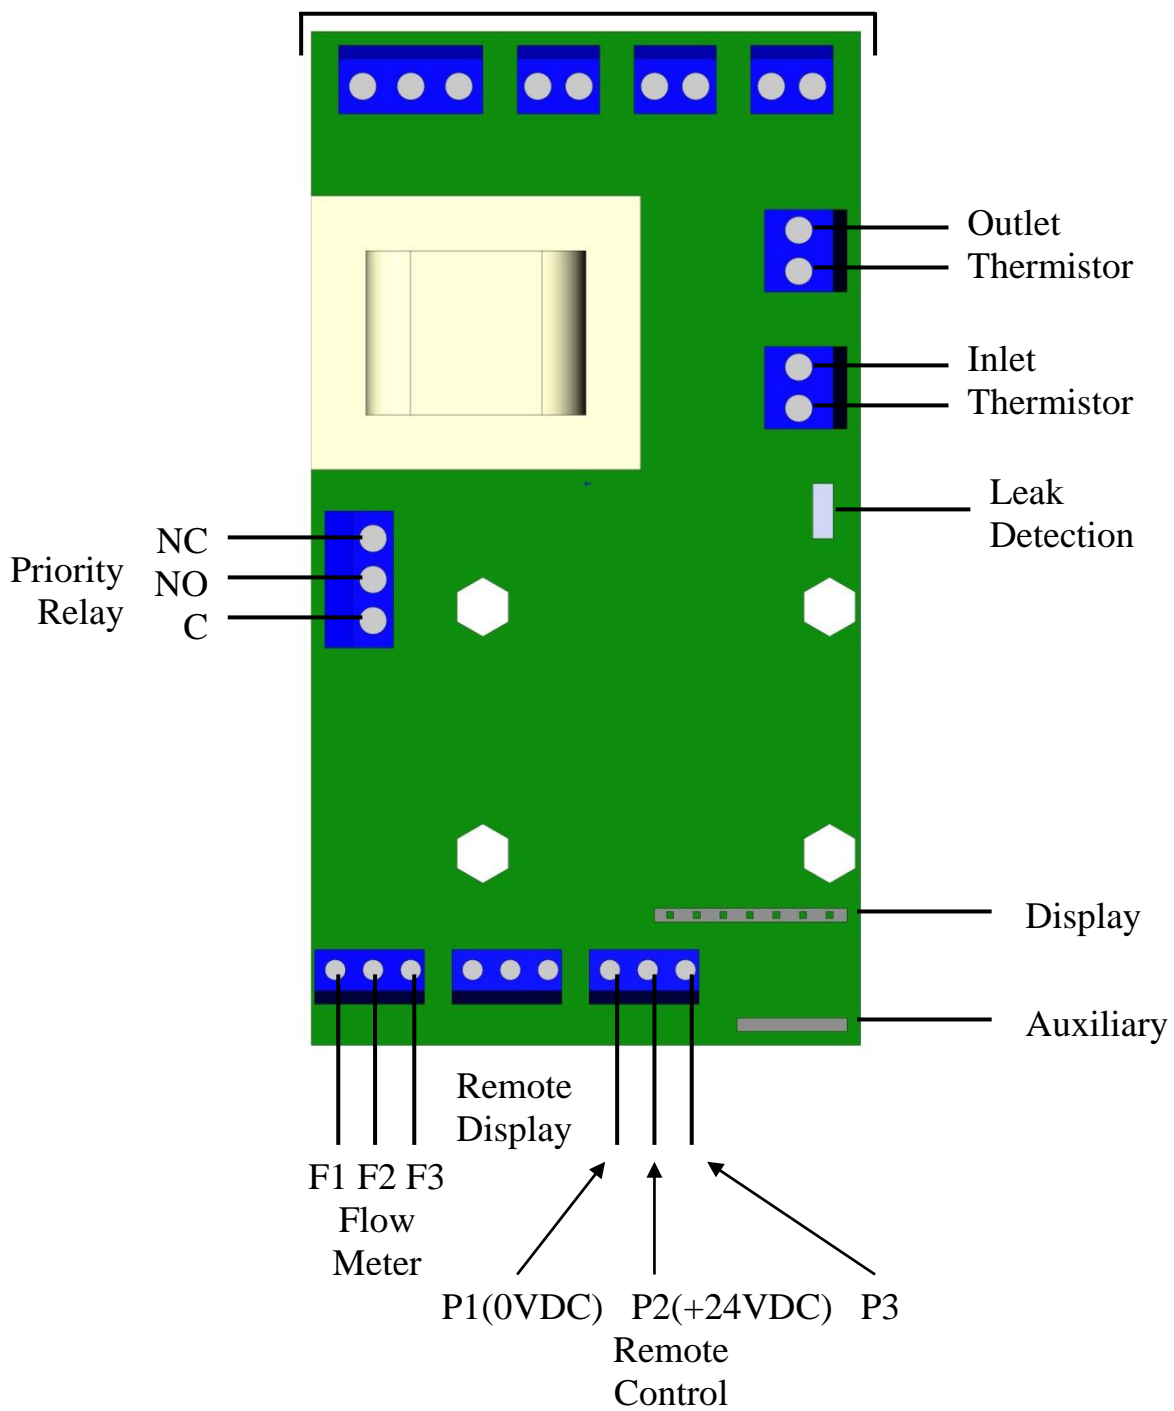 Outlet
Thermistor
Inlet
Thermistor
Leak
Detection
NC
Priority
NO
Relay
C
Display
Auxiliary
Remote
Display
F1 F2 F3
Flow
Meter
P1(0VDC) P2(+24VDC) P3
Remote
Control